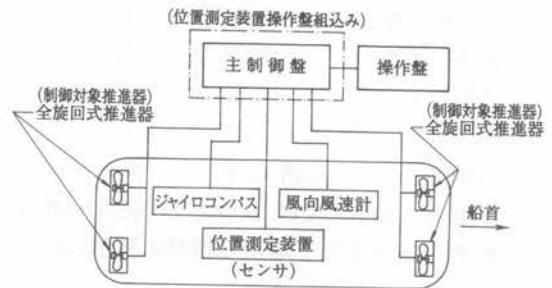 (位置測定装置操作盤組込み)
主制御盤
操作盤
(制御対象推進器)
全旋回式推進器
(制御対象推進器)
全旋回式推進器
ジャイロコンパス
風向風速計
船首
位置測定装置
(センサ)